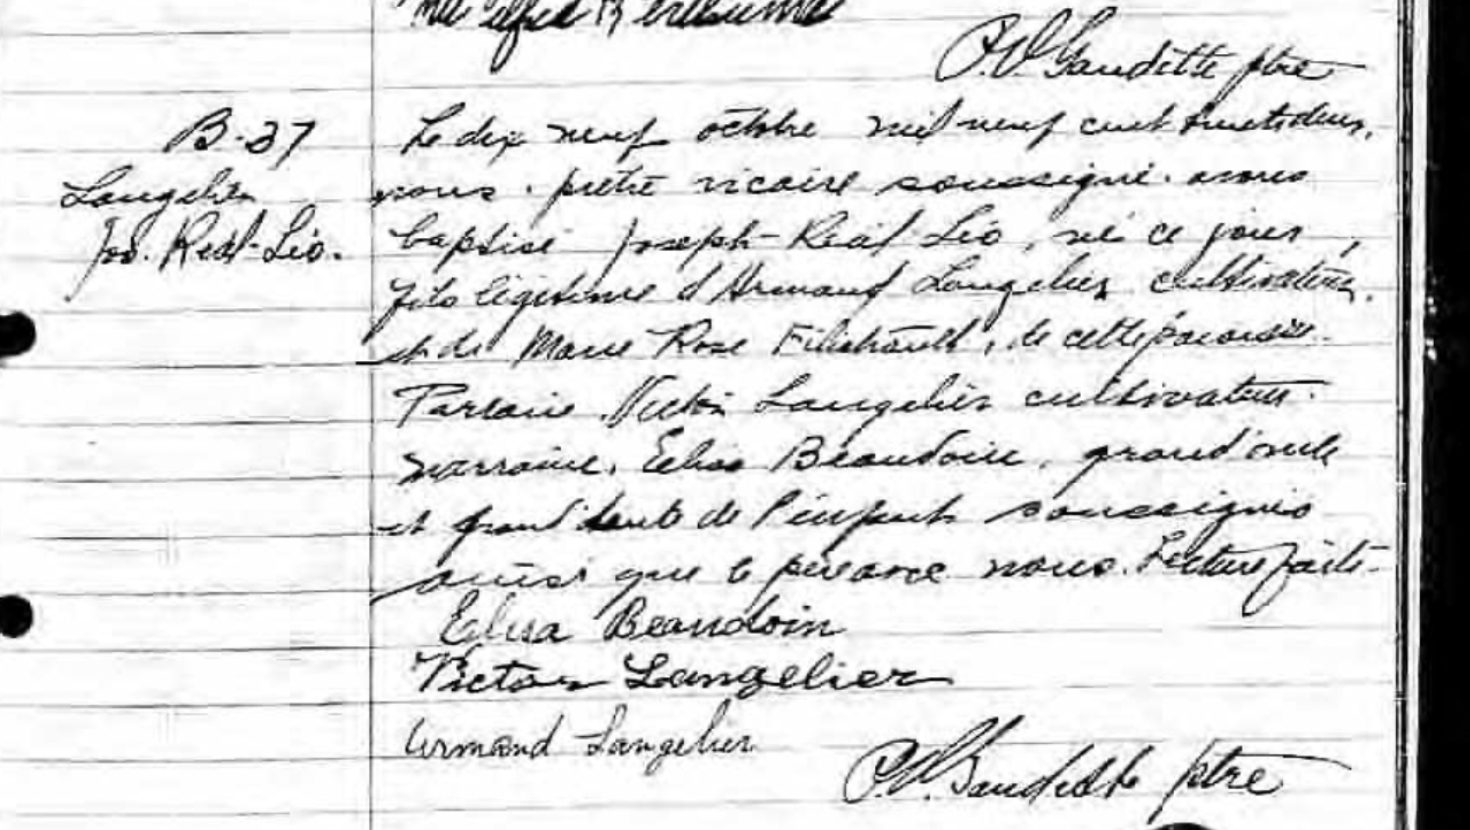 P.V. Gaudette ptre
B-37
Langelier
Jos. Réal-Léo.
Le dix neuf octobre mil neuf cent trente deux,
nous, prêtre vicaire soussigné avons
baptisé Joseph-Réal-Léo, né ce jour,
fils légitime d'Armand Langelier cultivateur,
et de Marie Rose Filiatrault, de cette paroisse.
Parrain Victor Langelier cultivateur.
marraine, Eelisa Beaudoin, grand'oncle
et grand'tante de l'enfant soussignés
ainsi que le père avec nous. Lecture faite.
Eelisa Beaudoin
Victor Langelier
Armand Langelier
P.V. Gaudette ptre